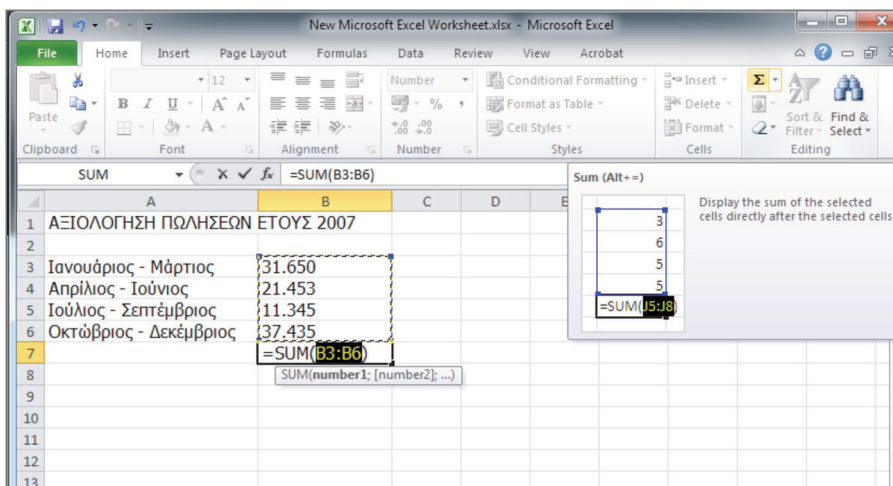 New Microsoft Excel Worksheet.xlsx - Microsoft Excel
File Home Insert Page Layout Formulas Data Review View Acrobat
12 Number Conditional Formatting Insert Σ
Paste B I U A A % , Format as Table Delete Sort & Filter Find & Select
A .0 .00 .00 .0 Cell Styles Format
Clipboard Font Alignment Number Styles Cells Editing
SUM fx =SUM(B3:B6)
Sum (Alt+=)
Display the sum of the selected
cells directly after the selected cells
3
6
5
5
=SUM(J5:J8)
A B C D E
1 ΑΞΙΟΛΟΓΗΣΗ ΠΩΛΗΣΕΩΝ ΕΤΟΥΣ 2007
2
3 Ιανουάριος - Μάρτιος 31.650
4 Απρίλιος - Ιούνιος 21.453
5 Ιούλιος - Σεπτέμβριος 11.345
6 Οκτώβριος - Δεκέμβριος 37.435
7 =SUM(B3:B6)
SUM(number1; [number2]; ...)
8
9
10
11
12
13